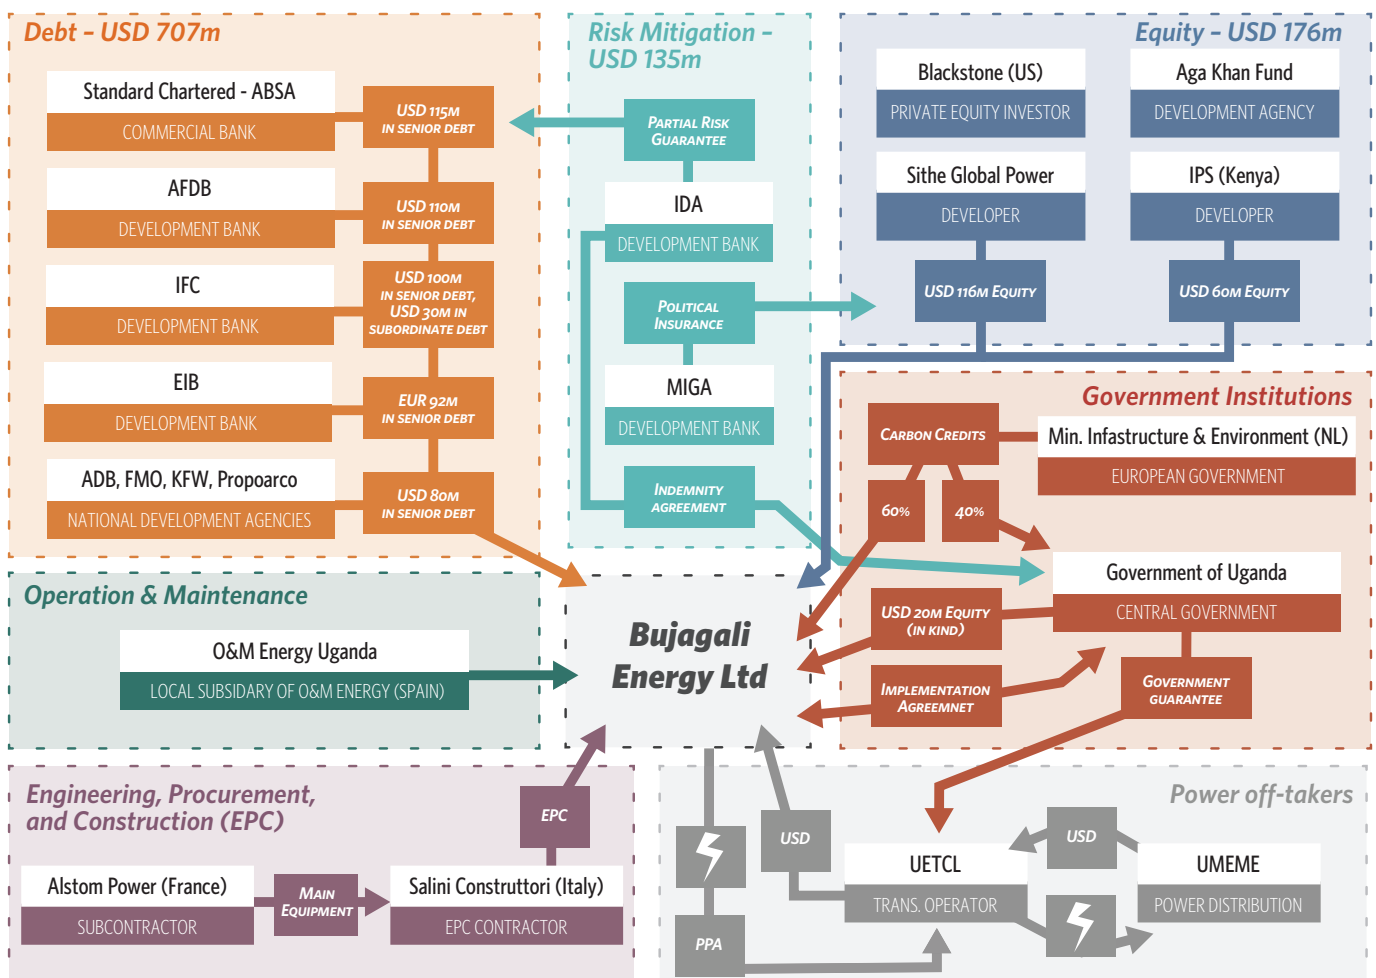 Debt – USD 707m
Standard Chartered - ABSA
COMMERCIAL BANK
USD 115M
IN SENIOR DEBT
AFDB
DEVELOPMENT BANK
USD 110M
IN SENIOR DEBT
IFC
DEVELOPMENT BANK
USD 100M
IN SENIOR DEBT,
USD 30M IN
SUBORDINATE DEBT
EIB
DEVELOPMENT BANK
EUR 92M
IN SENIOR DEBT
ADB, FMO, KFW, Propoarco
NATIONAL DEVELOPMENT AGENCIES
USD 80M
IN SENIOR DEBT
Risk Mitigation –
USD 135m
PARTIAL RISK
GUARANTEE
IDA
DEVELOPMENT BANK
POLITICAL
INSURANCE
MIGA
DEVELOPMENT BANK
INDEMNITY
AGREEMENT
Equity – USD 176m
Blackstone (US)
PRIVATE EQUITY INVESTOR
Aga Khan Fund
DEVELOPMENT AGENCY
Sithe Global Power
DEVELOPER
IPS (Kenya)
DEVELOPER
USD 116M EQUITY
USD 60M EQUITY
Government Institutions
CARBON CREDITS
Min. Infastructure & Environment (NL)
EUROPEAN GOVERNMENT
60%
40%
Government of Uganda
CENTRAL GOVERNMENT
USD 20M EQUITY
(IN KIND)
IMPLEMENTATION
AGREEMNET
GOVERNMENT
GUARANTEE
Operation & Maintenance
O&M Energy Uganda
LOCAL SUBSIDARY OF O&M ENERGY (SPAIN)
Bujagali
Energy Ltd
Engineering, Procurement,
and Construction (EPC)
EPC
Alstom Power (France)
SUBCONTRACTOR
MAIN
EQUIPMENT
Salini Construttori (Italy)
EPC CONTRACTOR
Power off-takers
USD
UETCL
TRANS. OPERATOR
USD
UMEME
POWER DISTRIBUTION
PPA